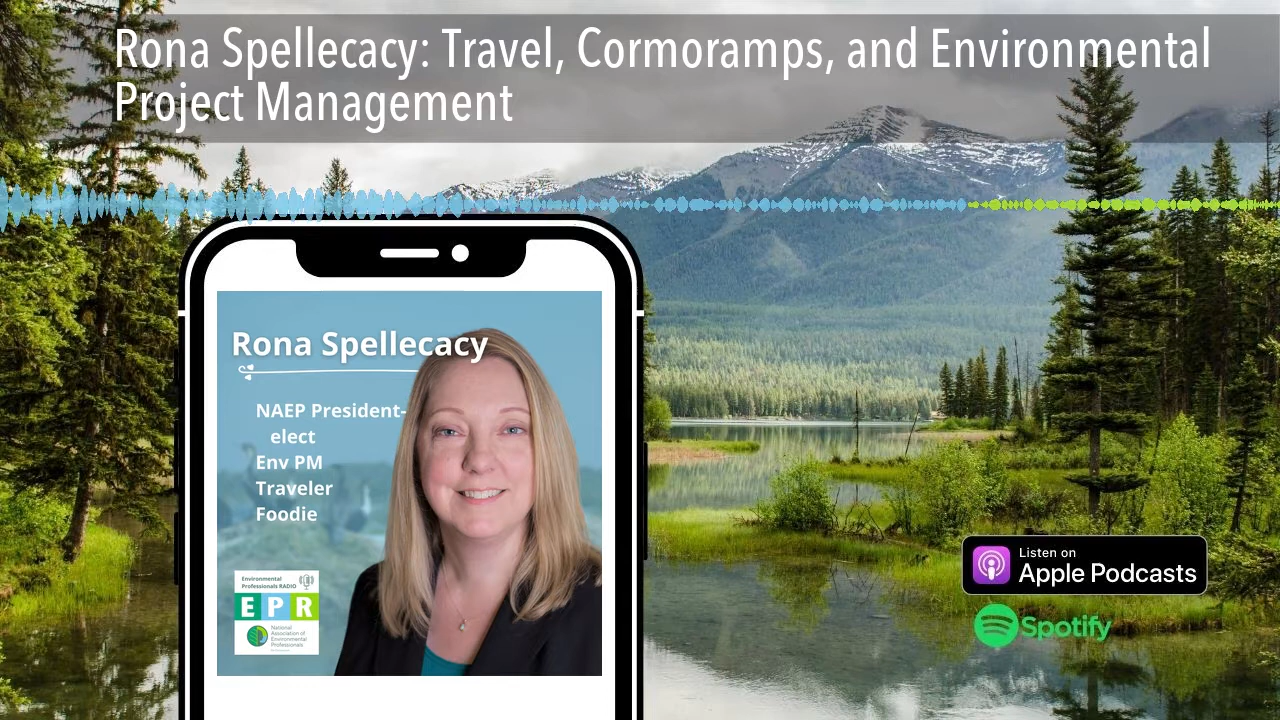 Rona Spellecacy: Travel, Cormoramps, and Environmental
Project Management
Rona Spellecacy
NAEP President-
elect
Env PM
Traveler
Foodie
Environmental
Professionals RADIO
E P R
National
Association of
Environmental
Professionals
Listen on
Apple Podcasts
Spotify